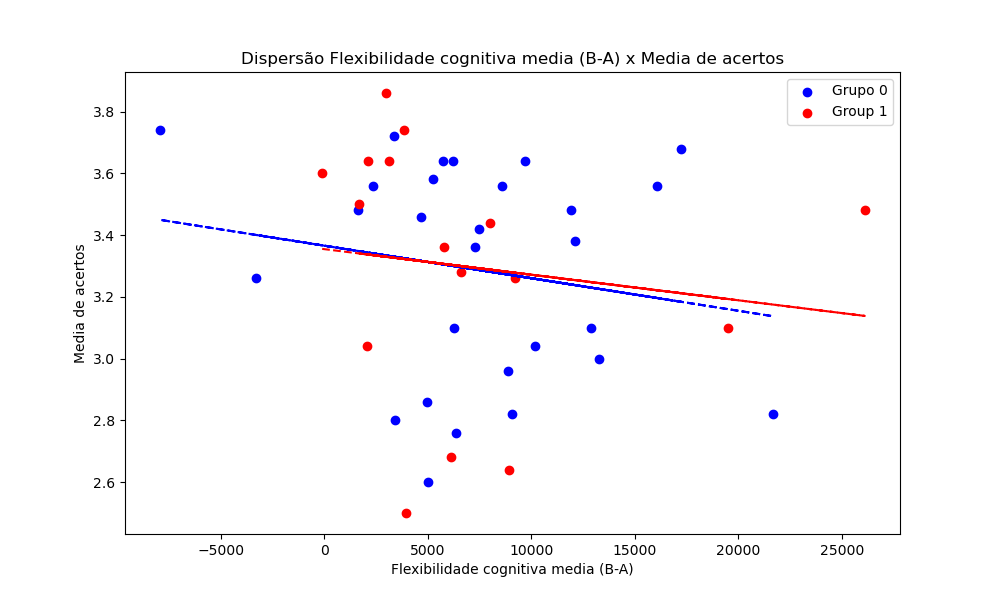 Dispersão Flexibilidade cognitiva media (B-A) x Media de acertos
Grupo 0
Group 1
Media de acertos
3.8
3.6
3.4
3.2
3.0
2.8
2.6
−5000
0
5000
10000
15000
20000
25000
Flexibilidade cognitiva media (B-A)